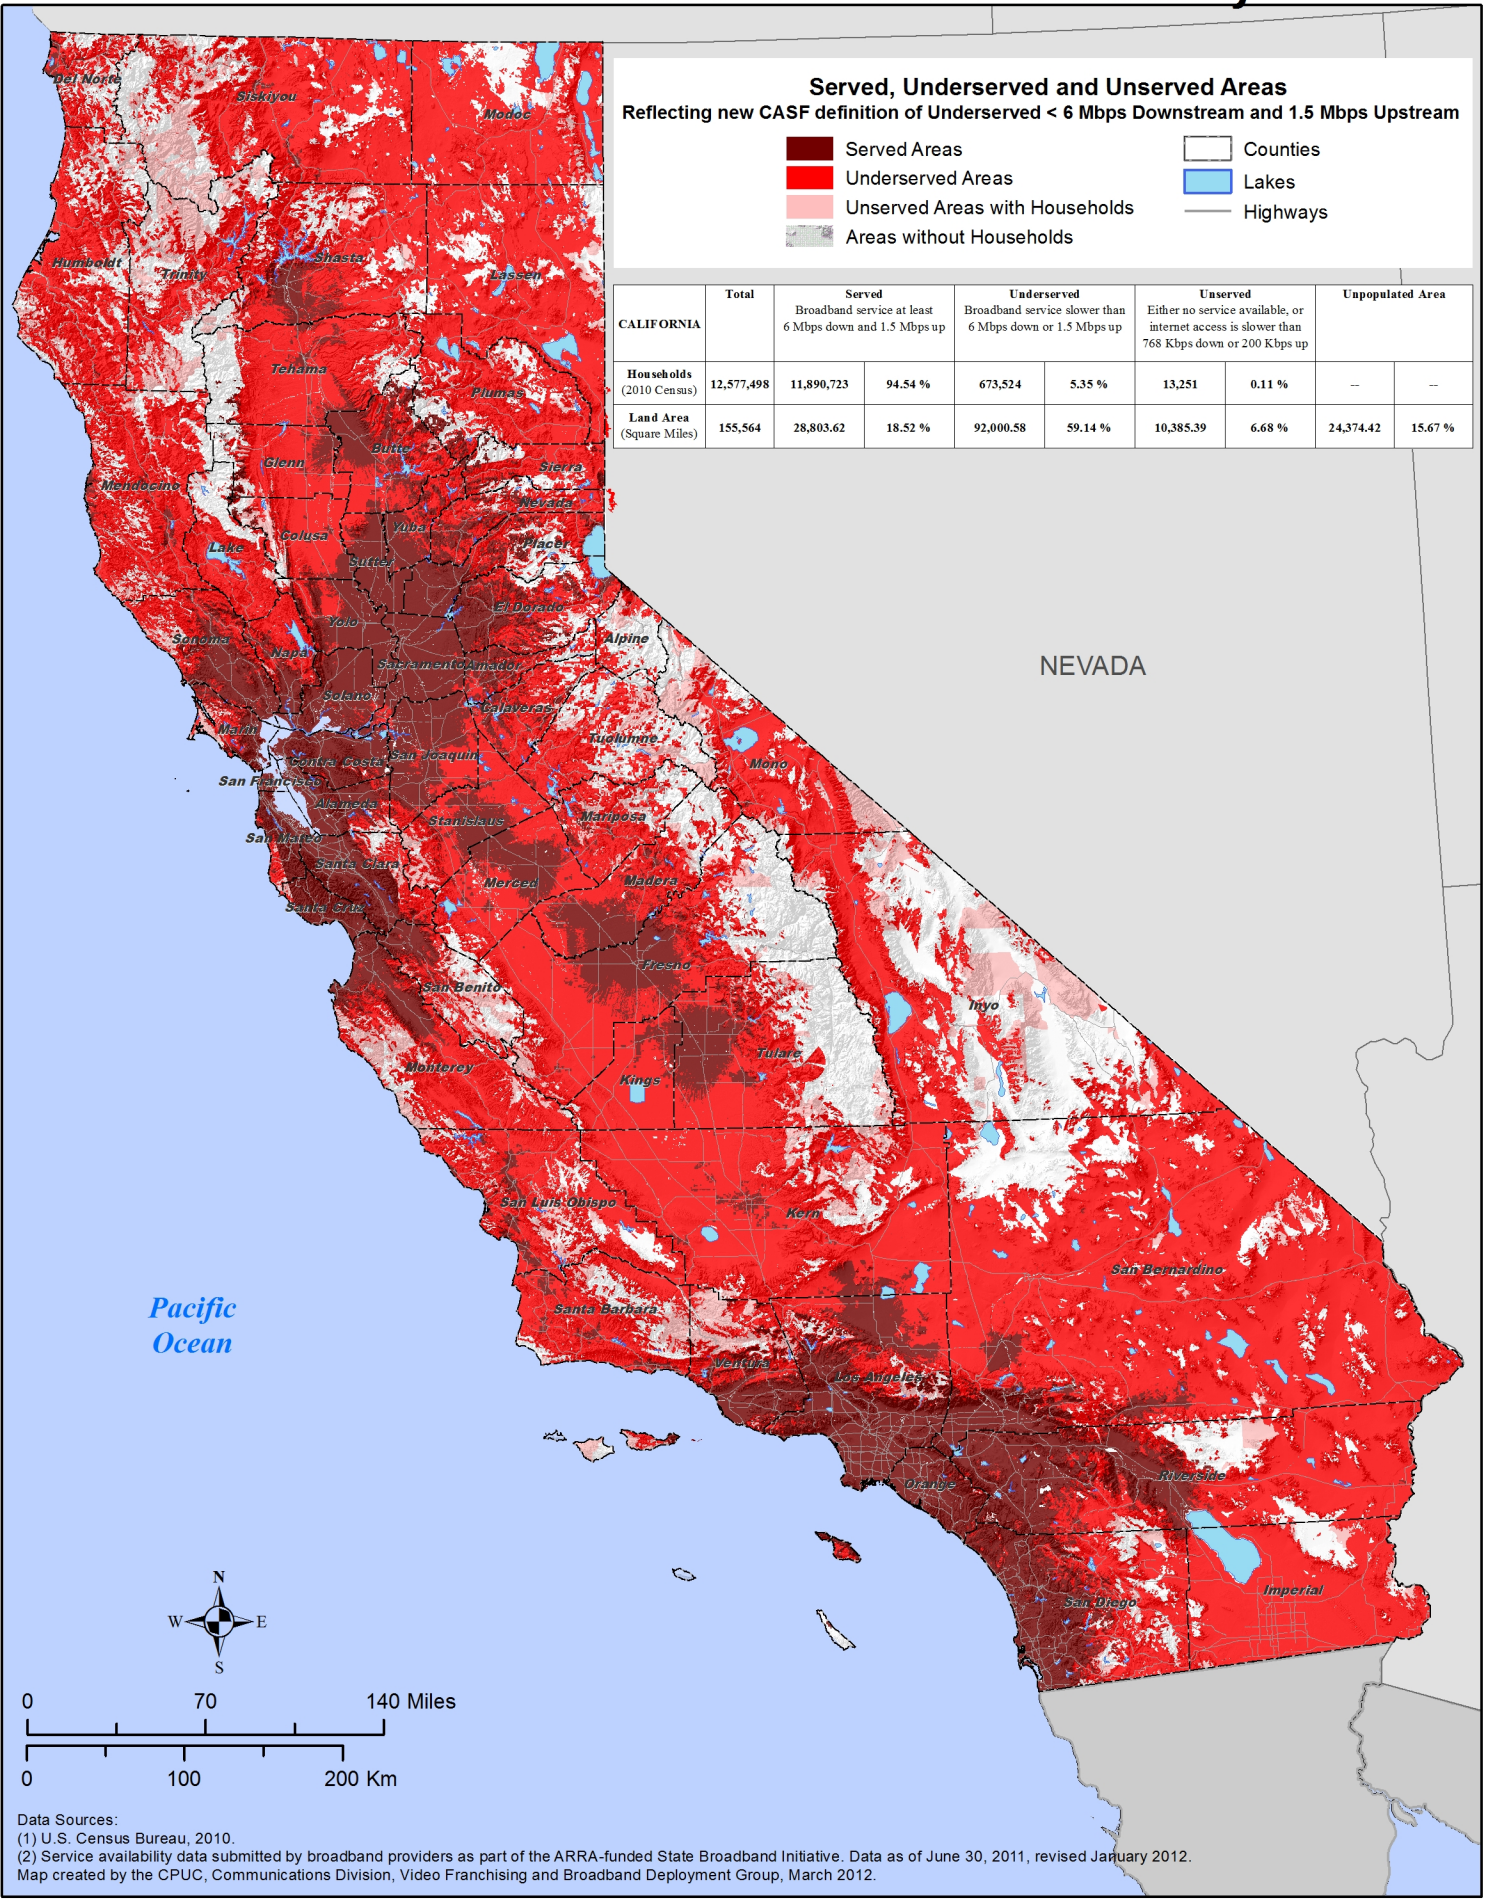 Served, Underserved and Unserved Areas
Reflecting new CASF definition of Underserved < 6 Mbps Downstream and 1.5 Mbps Upstream
Served Areas
Underserved Areas
Unserved Areas with Households
Areas without Households
Counties
Lakes
Highways
CALIFORNIA
Total
Served
Broadband service at least
6 Mbps down and 1.5 Mbps up
Underserved
Broadband service slower than
6 Mbps down or 1.5 Mbps up
Unserved
Either no service available, or
internet access is slower than
768 Kbps down or 200 Kbps up
Unpopulated Area
Households
(2010 Census)
12,577,498 11,890,723 94.54 % 673,524 5.35 % 13,251 0.11 % -- --
Land Area
(Square Miles)
155,564 28,803.62 18.52 % 92,000.58 59.14 % 10,385.39 6.68 % 24,374.42 15.67 %
Del Norte
Siskiyou
Modoc
Humboldt
Trinity
Shasta
Lassen
Tehama
Plumas
Butte
Glenn
Sierra
Mendocino
Nevada
Colusa
Yuba
Lake
Placer
Sutter
El Dorado
Yolo
Sonoma
Napa
Alpine
Sacramento
Amador
Solano
Calaveras
Marin
Tuolumne
Contra Costa
San Joaquin
Mono
San Francisco
Alameda
Stanislaus
Mariposa
San Mateo
Santa Clara
Merced
Madera
Santa Cruz
Fresno
San Benito
Inyo
Tulare
Monterey
Kings
San Luis Obispo
Kern
San Bernardino
Santa Barbara
Ventura
Los Angeles
Riverside
Orange
Imperial
San Diego
NEVADA
Pacific
Ocean
N
W E
S
0 70 140 Miles
0 100 200 Km
Data Sources:
(1) U.S. Census Bureau, 2010.
(2) Service availability data submitted by broadband providers as part of the ARRA-funded State Broadband Initiative. Data as of June 30, 2011, revised January 2012.
Map created by the CPUC, Communications Division, Video Franchising and Broadband Deployment Group, March 2012.